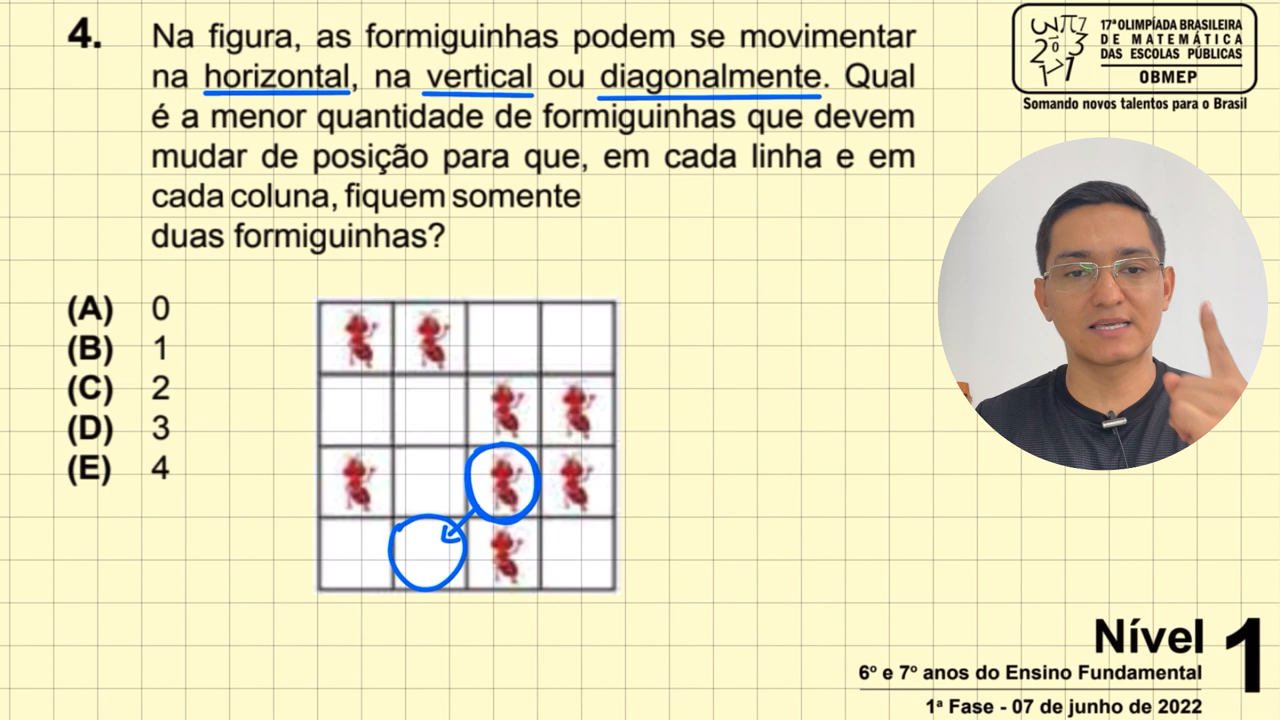 4. Na figura, as formiguinhas podem se movimentar
na horizontal, na vertical ou diagonalmente. Qual
é a menor quantidade de formiguinhas que devem
mudar de posição para que, em cada linha e em
cada coluna, fiquem somente
duas formiguinhas?
(A) 0
(B) 1
(C) 2
(D) 3
(E) 4
17ª OLIMPÍADA BRASILEIRA
DE MATEMÁTICA
DAS ESCOLAS PÚBLICAS
OBMEP
Somando novos talentos para o Brasil
Nível 1
6º e 7º anos do Ensino Fundamental
1ª Fase - 07 de junho de 2022